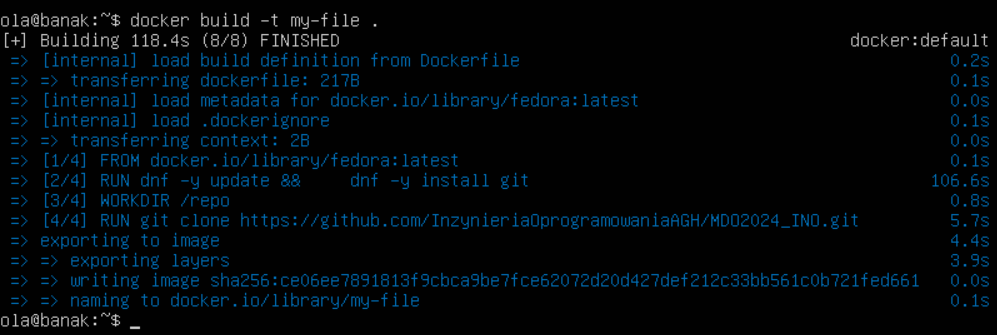 ola@banak:~$ docker build -t my-file .
[+] Building 118.4s (8/8) FINISHED docker:default
=> [internal] load build definition from Dockerfile 0.2s
=> => transferring dockerfile: 217B 0.1s
=> [internal] load metadata for docker.io/library/fedora:latest 0.0s
=> [internal] load .dockerignore 0.1s
=> => transferring context: 2B 0.0s
=> [1/4] FROM docker.io/library/fedora:latest 0.1s
=> [2/4] RUN dnf -y update &&     dnf -y install git 106.6s
=> [3/4] WORKDIR /repo 0.8s
=> [4/4] RUN git clone https://github.com/InzynieriaOprogramowaniaAGH/MDO2024_INO.git 5.7s
=> exporting to image 4.4s
=> => exporting layers 3.9s
=> => writing image sha256:ce06ee7891813f9cbca9be7fce62072d20d427def212c33bb561c0b721fed661 0.0s
=> => naming to docker.io/library/my-file 0.1s
ola@banak:~$ _